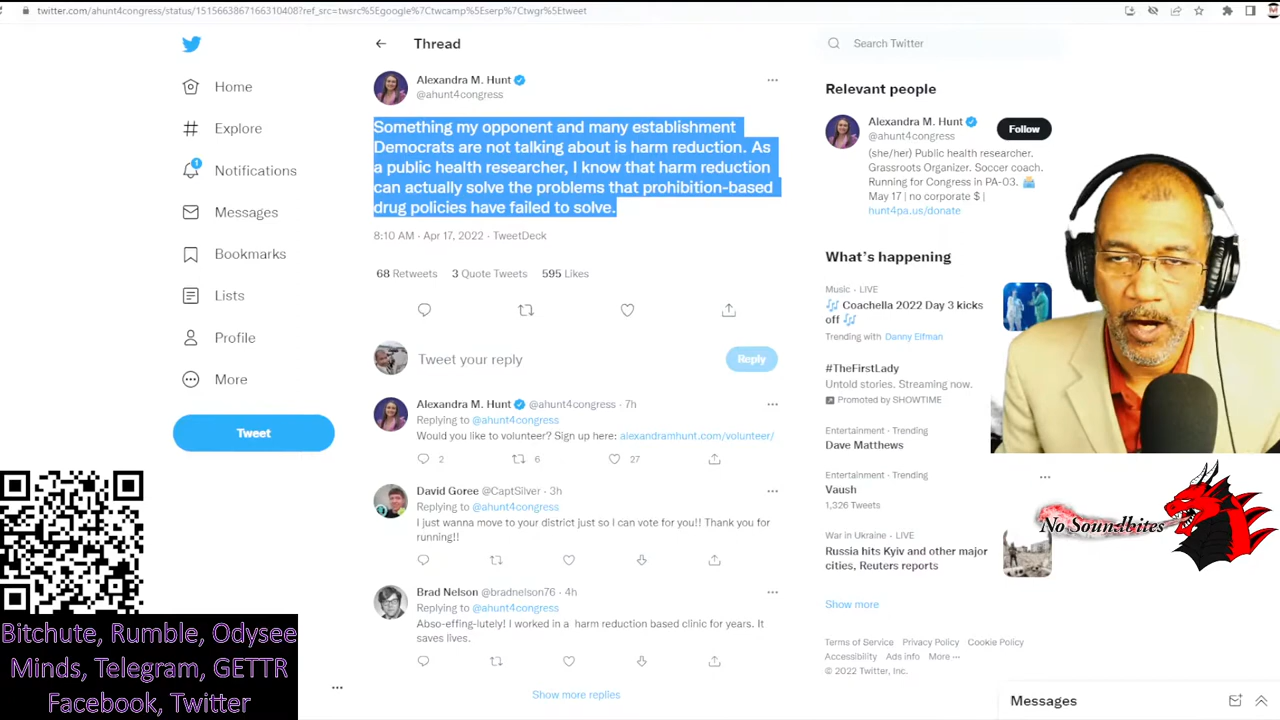 twitter.com/ahunt4congress/status/1515663867166310408?ref_src=twsrc%5Egoogle%7Ctwcamp%5Eserp%7Ctwgr%5Etweet
Home
Explore
1
Notifications
Messages
Bookmarks
Lists
Profile
More
Tweet
Thread
Alexandra M. Hunt
@ahunt4congress
Something my opponent and many establishment
Democrats are not talking about is harm reduction. As
a public health researcher, I know that harm reduction
can actually solve the problems that prohibition-based
drug policies have failed to solve.
8:10 AM · Apr 17, 2022 · TweetDeck
68 Retweets 3 Quote Tweets 595 Likes
Tweet your reply
Reply
Alexandra M. Hunt @ahunt4congress · 7h
Replying to @ahunt4congress
Would you like to volunteer? Sign up here: alexandramhunt.com/volunteer/
2 6 27
David Goree @CaptSilver · 3h
Replying to @ahunt4congress
I just wanna move to your district just so I can vote for you!! Thank you for
running!!
Brad Nelson @bradnelson76 · 4h
Replying to @ahunt4congress
Abso-effing-lutely! I worked in a harm reduction based clinic for years. It
saves lives.
Show more replies
Search Twitter
Relevant people
Alexandra M. Hunt
@ahunt4congress
Follow
(she/her) Public health researcher.
Grassroots Organizer. Soccer coach.
Running for Congress in PA-03. 🗳️
May 17 | no corporate $ |
hunt4pa.us/donate
What's happening
Music · LIVE
🎶 Coachella 2022 Day 3 kicks
off 🎶
Trending with Danny Elfman
#TheFirstLady
Untold stories. Streaming now.
Promoted by SHOWTIME
Entertainment · Trending
Dave Matthews
Entertainment · Trending
Vaush
1,326 Tweets
War in Ukraine · LIVE
Russia hits Kyiv and other major
cities, Reuters reports
Show more
Terms of Service Privacy Policy Cookie Policy
Accessibility Ads info More ···
© 2022 Twitter, Inc.
Messages
No Soundbites
Bitchute, Rumble, Odysee
Minds, Telegram, GETTR
Facebook, Twitter